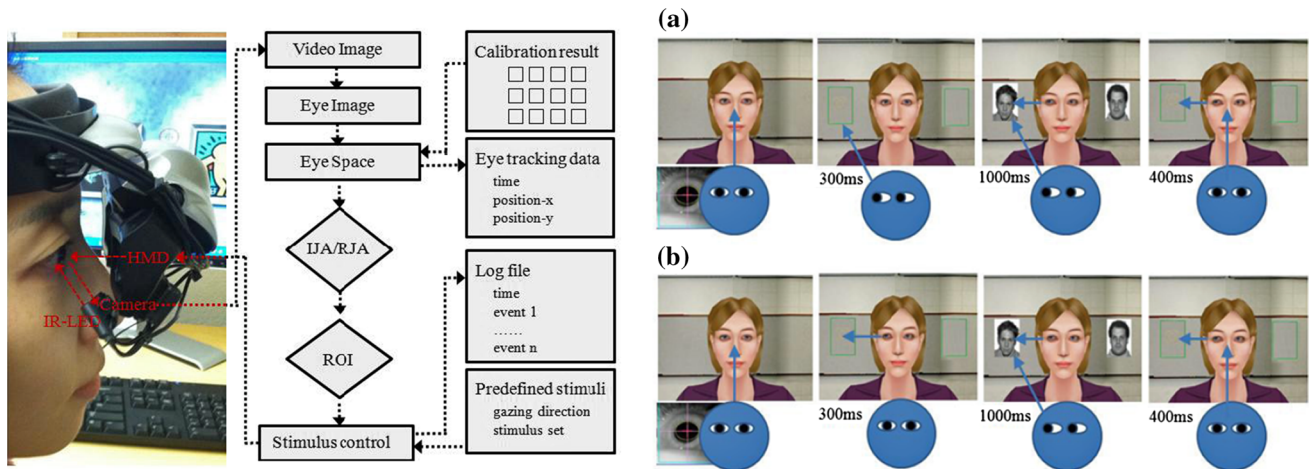 HMD
Camera
IR-LED
Video Image
Eye Image
Eye Space
IJA/RJA
ROI
Stimulus control
Calibration result
Eye tracking data
time
position-x
position-y
Log file
time
event 1
......
event n
Predefined stimuli
gazing direction
stimulus set
(a)
300ms
1000ms
400ms
(b)
300ms
1000ms
400ms